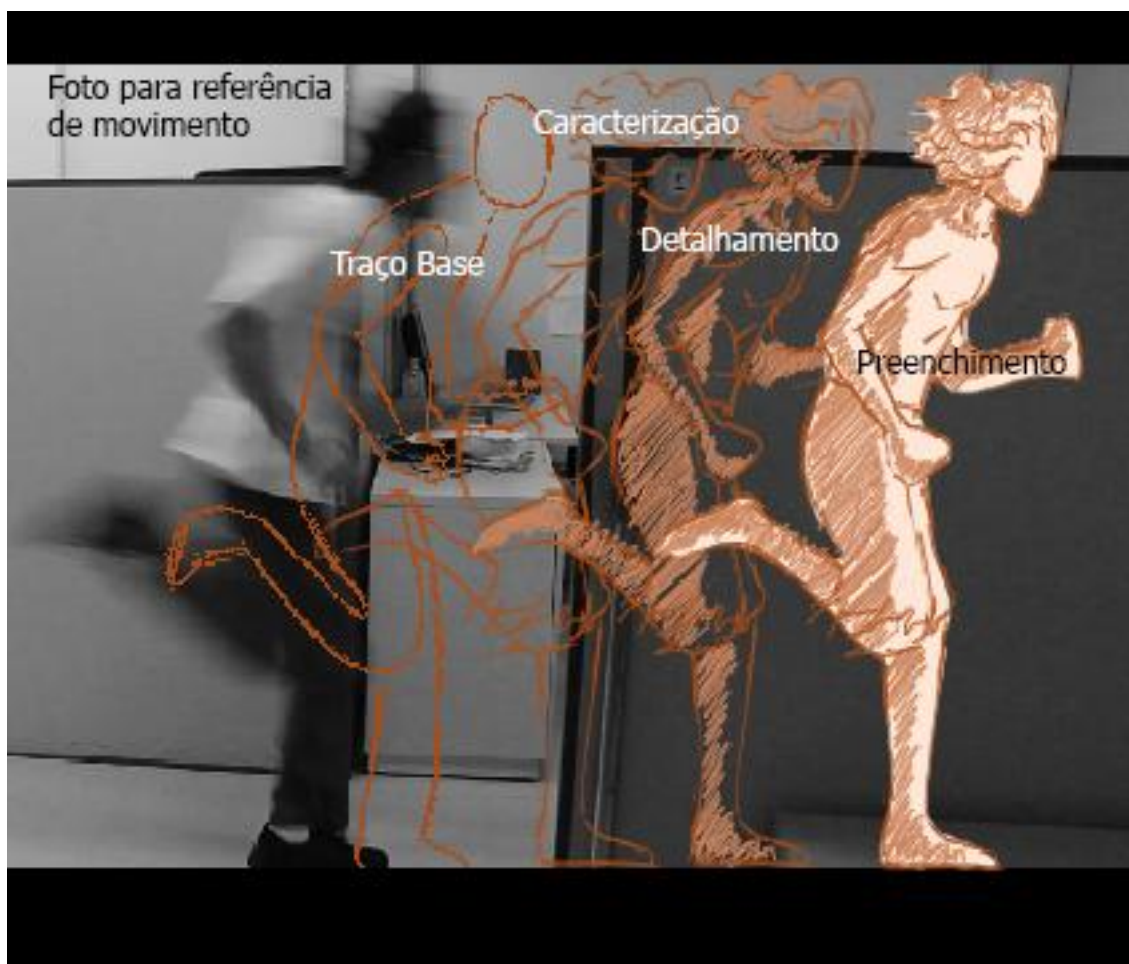 Foto para referência
de movimento
Caracterização
Detalhamento
Traço Base
Preenchimento